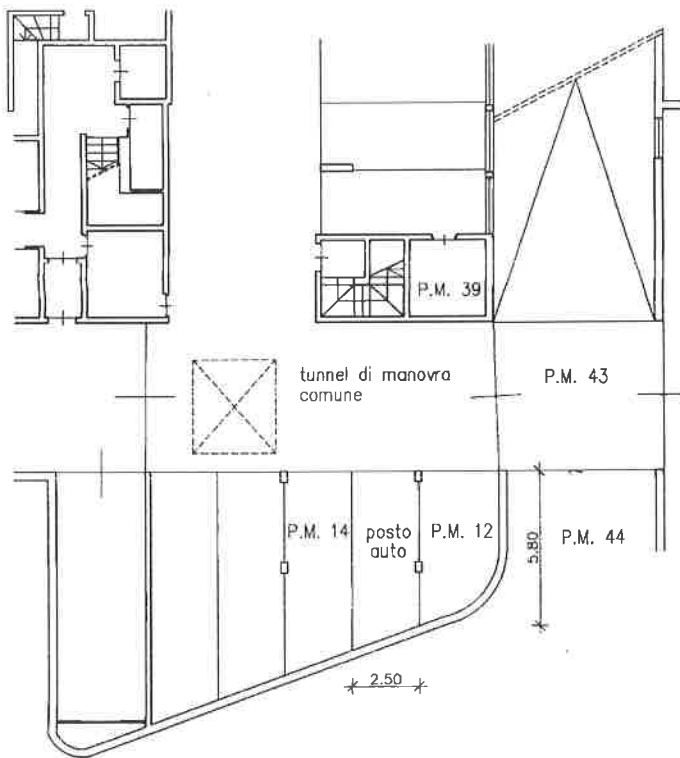 P.M. 39
tunnel di manovra
comune
P.M. 43
P.M. 14
posto
auto
P.M. 12
5.80
P.M. 44
2.50